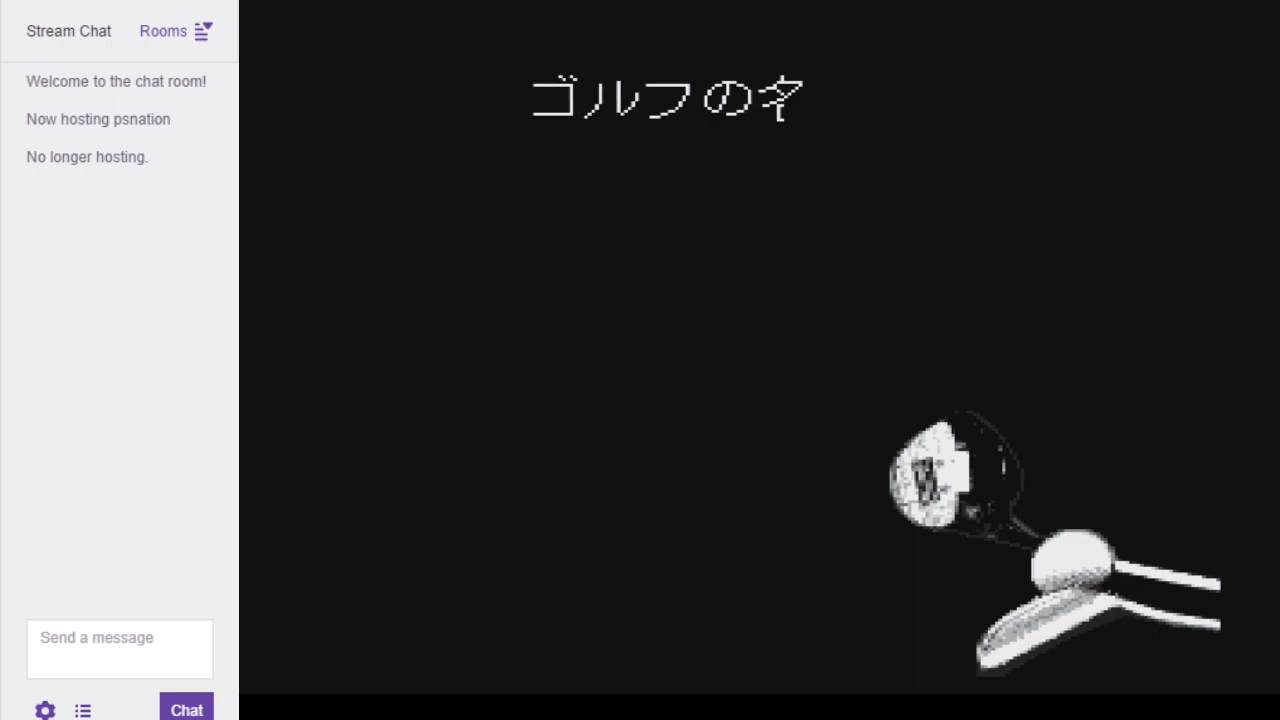 Stream Chat
Rooms
Welcome to the chat room!
Now hosting psnation
No longer hosting.
Send a message
Chat
ゴルフの